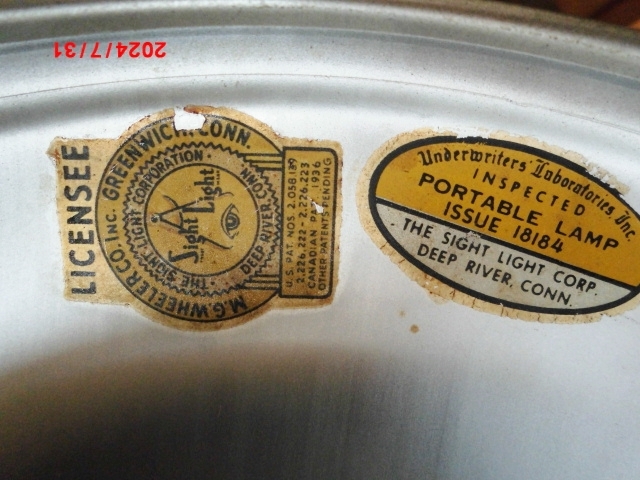 2024/7/31
LICENSEE
M.G. WHEELER CO. INC. GREENWICH, CONN.
· THE SIGHT LIGHT CORPORATION ·
DEEP RIVER, CONN
Sight Light
U.S. PAT. NOS. 2.058.189
2.226.222 - 2.226.223
CANADIAN PAT. 1936
OTHER PATENTS PENDING
Underwriters' Laboratories, Inc.
INSPECTED
PORTABLE LAMP
ISSUE 18184
THE SIGHT LIGHT CORP.
DEEP RIVER, CONN.